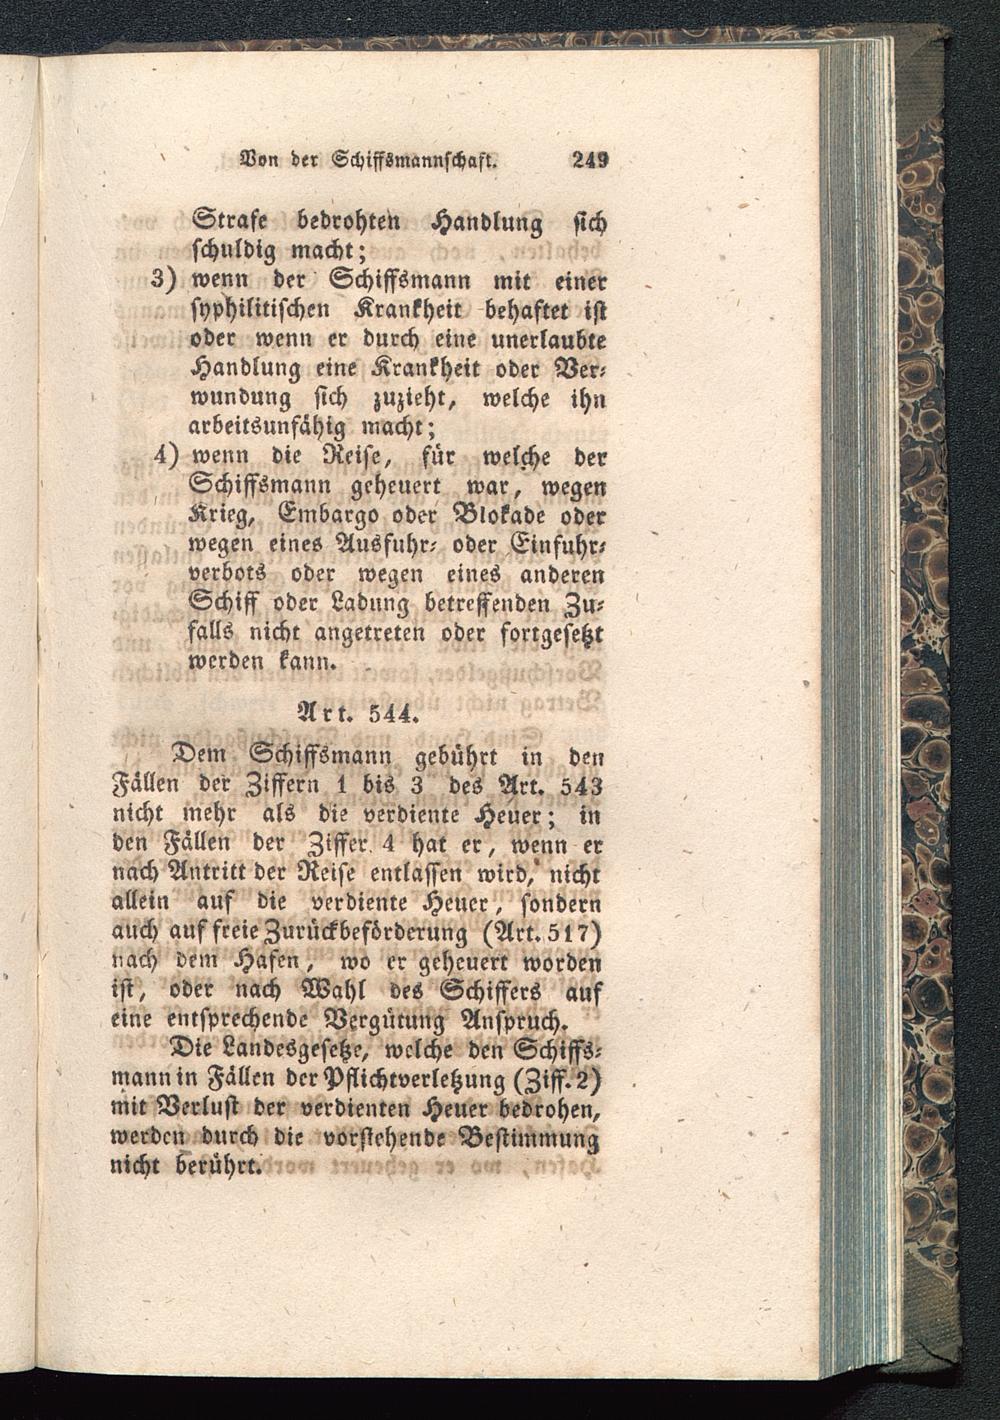 Von der Schiffsmannschaft. 249
Strafe bedrohten Handlung sich
schuldig macht;
3) wenn der Schiffsmann mit einer
syphilitischen Krankheit behaftet ist
oder wenn er durch eine unerlaubte
Handlung eine Krankheit oder Ver-
wundung sich zuzieht, welche ihn
arbeitsunfähig macht;
4) wenn die Reise, für welche der
Schiffsmann geheuert war, wegen
Krieg, Embargo oder Blokade oder
wegen eines Ausfuhr- oder Einfuhr-
verbots oder wegen eines anderen
Schiff oder Ladung betreffenden Zu-
falls nicht angetreten oder fortgesetzt
werden kann.
Art. 544.
Dem Schiffsmann gebührt in den
Fällen der Ziffern 1 bis 3 des Art. 543
nicht mehr als die verdiente Heuer; in
den Fällen der Ziffer 4 hat er, wenn er
nach Antritt der Reise entlassen wird, nicht
allein auf die verdiente Heuer, sondern
auch auf freie Zurückbeförderung (Art. 517)
nach dem Hafen, wo er geheuert worden
ist, oder nach Wahl des Schiffers auf
eine entsprechende Vergütung Anspruch.
Die Landesgesetze, welche den Schiffs-
mann in Fällen der Pflichtverletzung (Ziff. 2)
mit Verlust der verdienten Heuer bedrohen,
werden durch die vorstehende Bestimmung
nicht berührt.